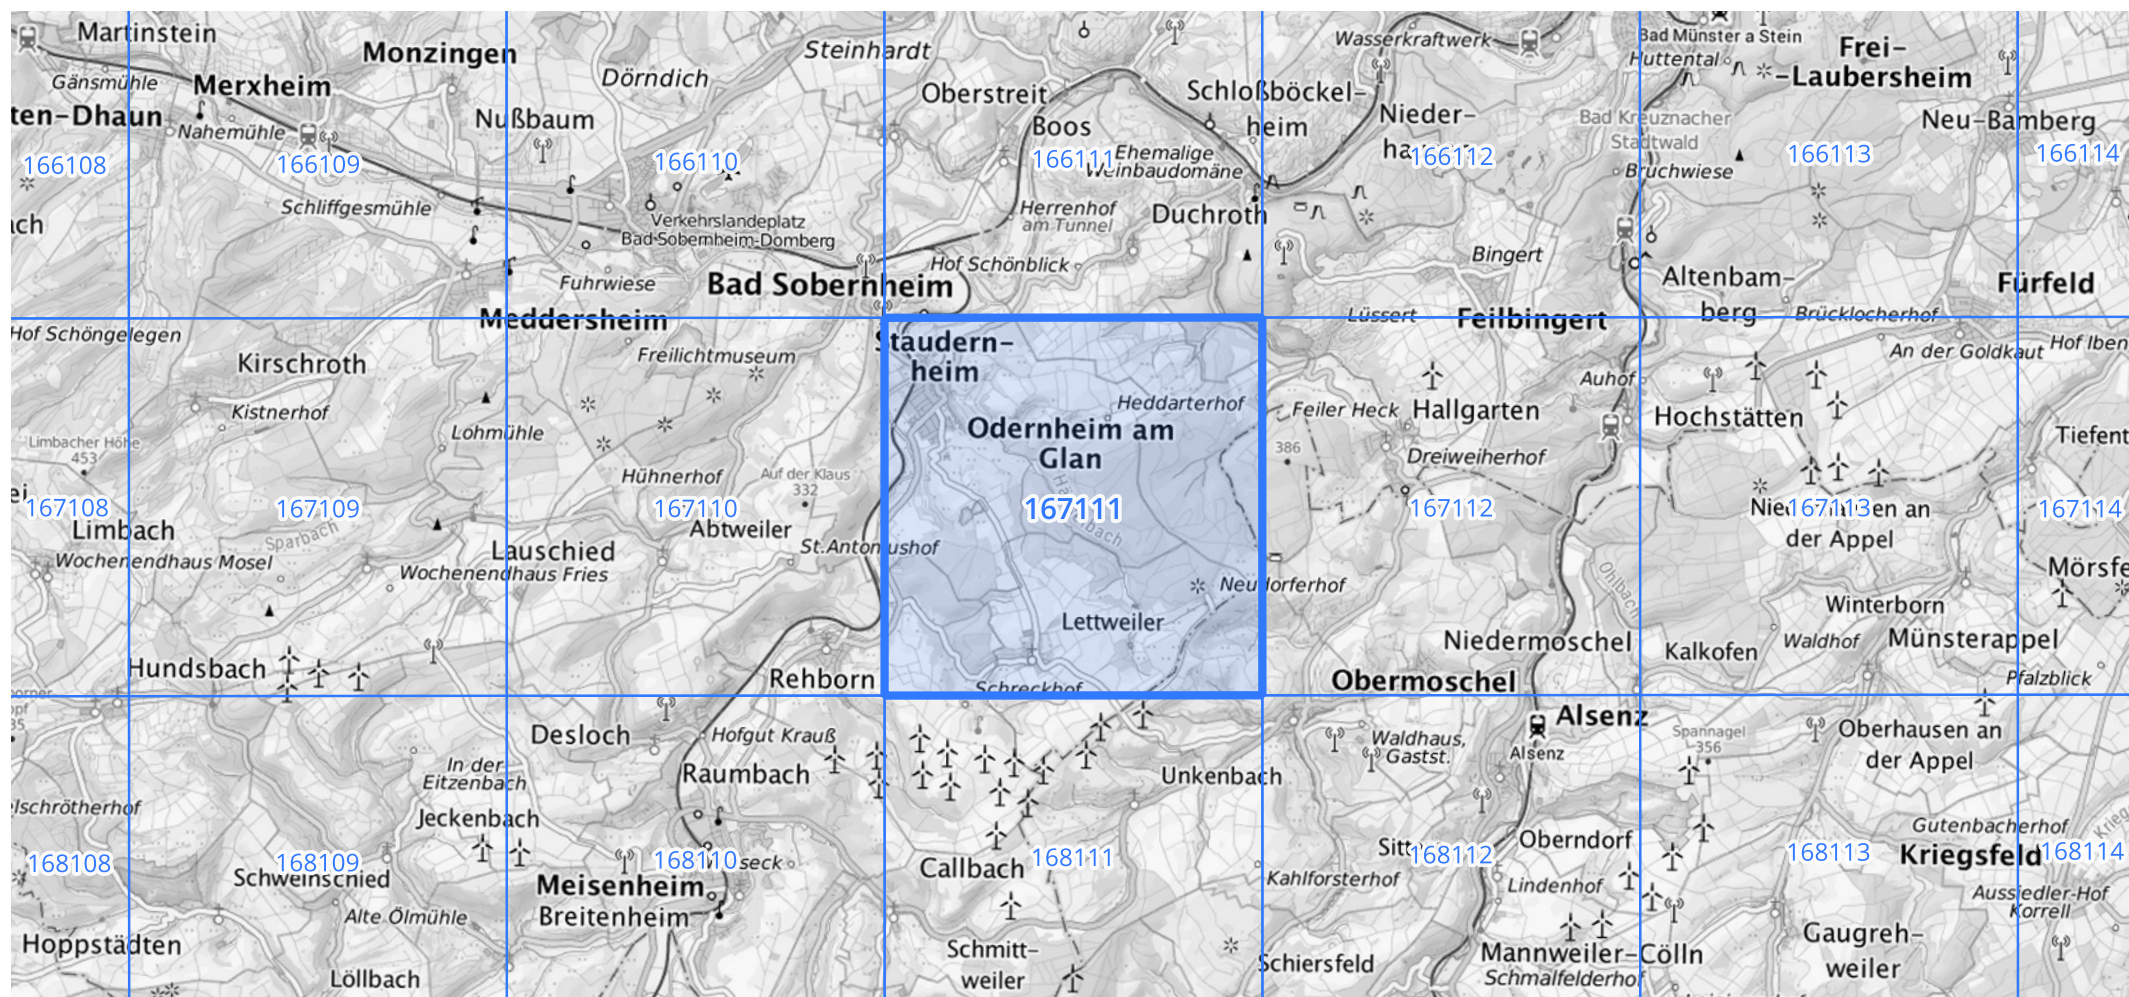 Martinstein
Monzingen
Steinhardt
Wasserkraftwerk
Bad Münster a Stein
Frei-
-Laubersheim
Huttental
Gänsmühle
Merxheim
Dörndich
Oberstreit
Schloßböckel-
heim
Nieder-
ten-Dhaun
Nahemühle
Nußbaum
Boos
Bad Kreuznacher
Stadtwald
Neu-Bamberg
166108
166109
166110
166111
Ehemalige
Weinbaudomäne
166112
166113
166114
Bruchwiese
ach
Schliffgesmühle
Verkehrslandeplatz
Bad Sobernheim-Domberg
Herrenhof
am Tunnel
Duchroth
Bingert
Fuhrwiese
Bad Sobernheim
Hof Schönblick
Altenbam-
berg
Fürfeld
Hof Schöngelegen
Meddersheim
Lüssert
Feilbingert
Brücklocherhof
Kirschroth
Freilichtmuseum
Staudern-
heim
An der Goldkaut
Hof Iben
Auhof
Kistnerhof
Heddarterhof
Feiler Heck
Hallgarten
Hochstätten
Limbacher Höhe
453
Lohmühle
Odernheim am
Glan
386
Dreiweiherhof
Tiefent
Hühnerhof
Auf der Klaus
332
ei
167108
167109
167110
167111
167112
167113
167114
Limbach
Sparbach
Abtweiler
der Appel
Wochenendhaus Mosel
Lauschied
Wochenendhaus Fries
St.Antoniushof
Neudorferhof
Ohlbach
Mörsfe
Lettweiler
Winterborn
Hundsbach
Rehborn
Niedermoschel
Kalkofen
Waldhof
Münsterappel
Schreckhof
Obermoschel
Pfalzblick
Desloch
Hofgut Krauß
Alsenz
Alsenz
Waldhaus,
Gastst.
Spannagel
356
Oberhausen an
der Appel
In der
Eitzenbach
Raumbach
Unkenbach
elschrötherhof
Jeckenbach
Oberndorf
Gutenbacherhof
168108
168109
168110
Callbach
168111
168112
168113
Kriegsfeld
168114
Schweinschied
Meisenheim
Breitenheim
Kahlforsterhof
Lindenhof
Aussiedler-Hof
Korrell
Alte Ölmühle
Hoppstädten
Löllbach
Schmitt-
weiler
Schiersfeld
Mannweiler-Cölln
Schmalfelderhof
Gaugreh-
weiler